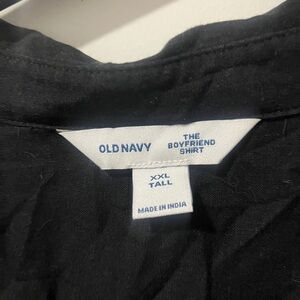 OLD NAVY
THE
BOYFRIEND
SHIRT
XXL
TALL
MADE IN INDIA